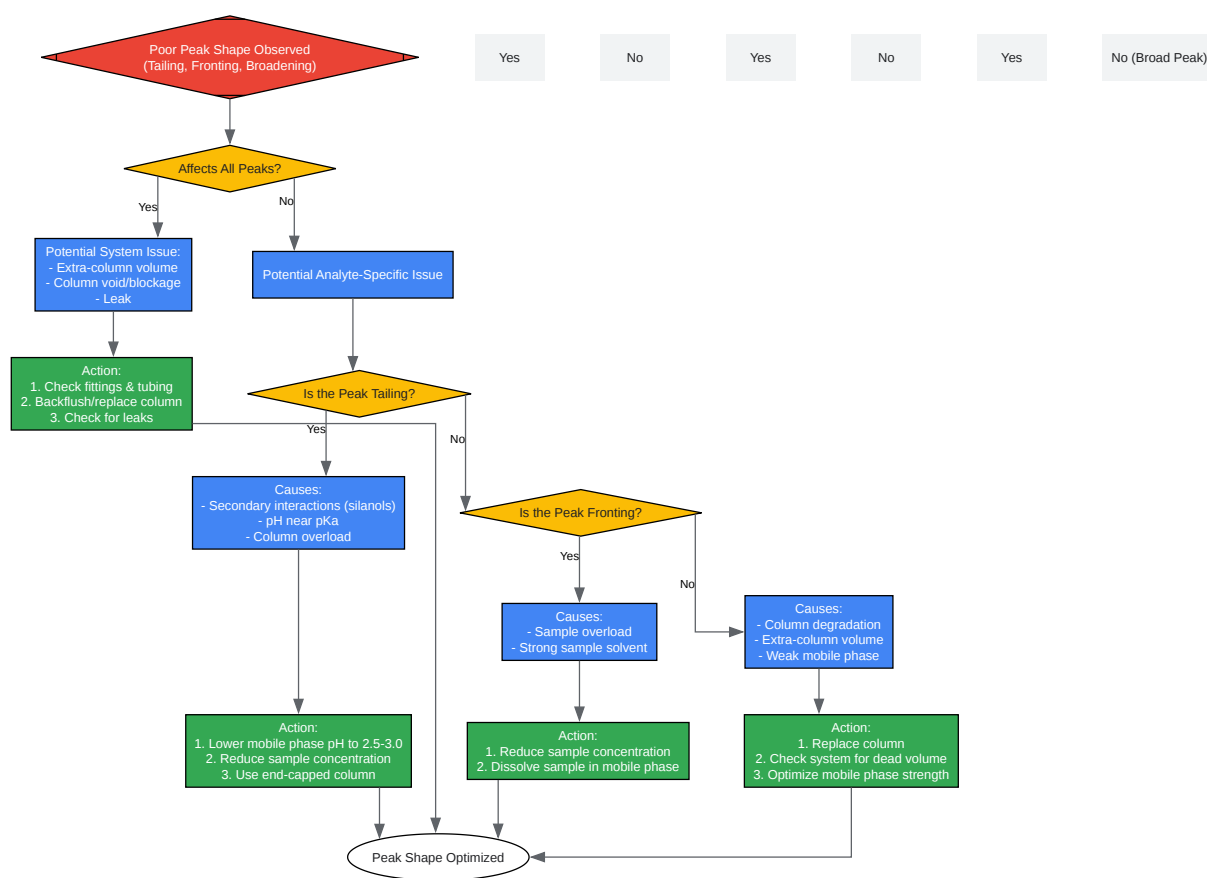 Poor Peak Shape Observed
(Tailing, Fronting, Broadening)
Yes
No
Yes
No
Yes
No (Broad Peak)
Affects All Peaks?
Yes
No
Potential System Issue:
- Extra-column volume
- Column void/blockage
- Leak
Potential Analyte-Specific Issue
Action:
1. Check fittings & tubing
2. Backflush/replace column
3. Check for leaks
Is the Peak Tailing?
Yes
No
Causes:
- Secondary interactions (silanols)
- pH near pKa
- Column overload
Is the Peak Fronting?
Yes
No
Causes:
- Sample overload
- Strong sample solvent
Causes:
- Column degradation
- Extra-column volume
- Weak mobile phase
Action:
1. Lower mobile phase pH to 2.5-3.0
2. Reduce sample concentration
3. Use end-capped column
Action:
1. Reduce sample concentration
2. Dissolve sample in mobile phase
Action:
1. Replace column
2. Check system for dead volume
3. Optimize mobile phase strength
Peak Shape Optimized